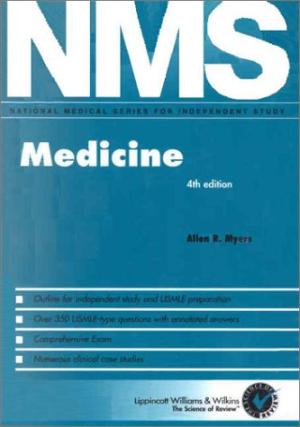 NMS
NATIONAL MEDICAL SERIES FOR INDEPENDENT STUDY
Medicine
4th edition
Allen R. Myers
Outline for independent study and USMLE preparation
Over 350 USMLE-type questions with annotated answers
Comprehensive Exam
Numerous clinical case studies
Lippincott Williams & Wilkins
The Science of Review™